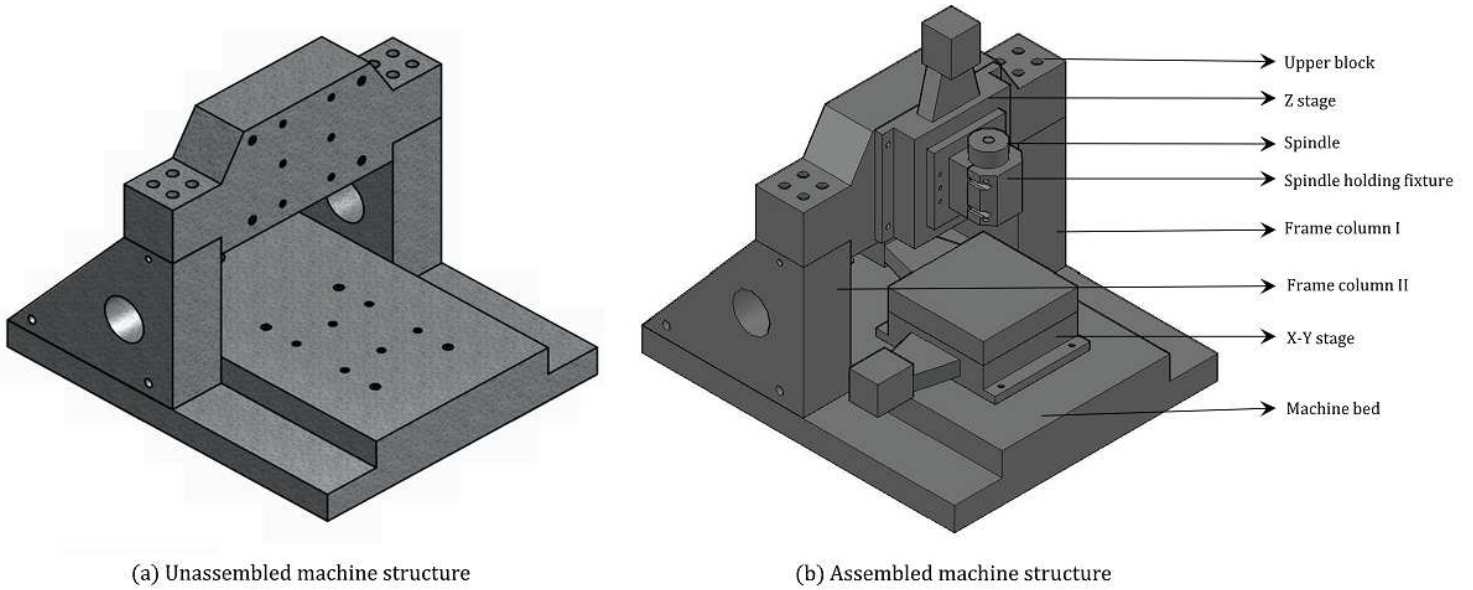 Upper block
Z stage
Spindle
Spindle holding fixture
Frame column I
Frame column II
X-Y stage
Machine bed
(a) Unassembled machine structure
(b) Assembled machine structure